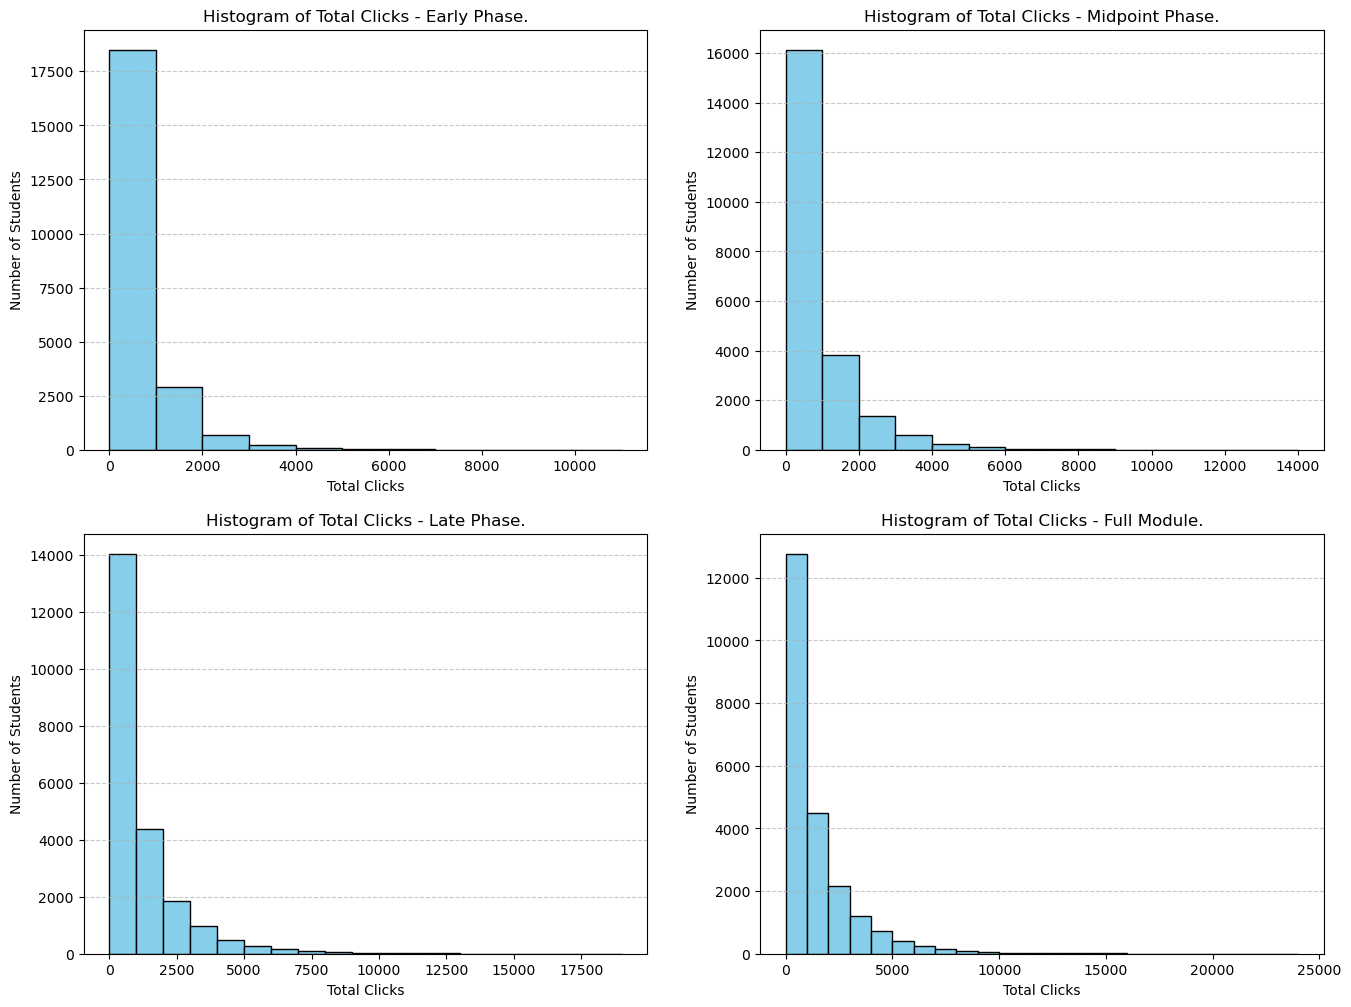 Histogram of Total Clicks - Early Phase.
Number of Students
17500
15000
12500
10000
7500
5000
2500
0
0 2000 4000 6000 8000 10000
Total Clicks
Histogram of Total Clicks - Midpoint Phase.
Number of Students
16000
14000
12000
10000
8000
6000
4000
2000
0
0 2000 4000 6000 8000 10000 12000 14000
Total Clicks
Histogram of Total Clicks - Late Phase.
Number of Students
14000
12000
10000
8000
6000
4000
2000
0
0 2500 5000 7500 10000 12500 15000 17500
Total Clicks
Histogram of Total Clicks - Full Module.
Number of Students
12000
10000
8000
6000
4000
2000
0
0 5000 10000 15000 20000 25000
Total Clicks